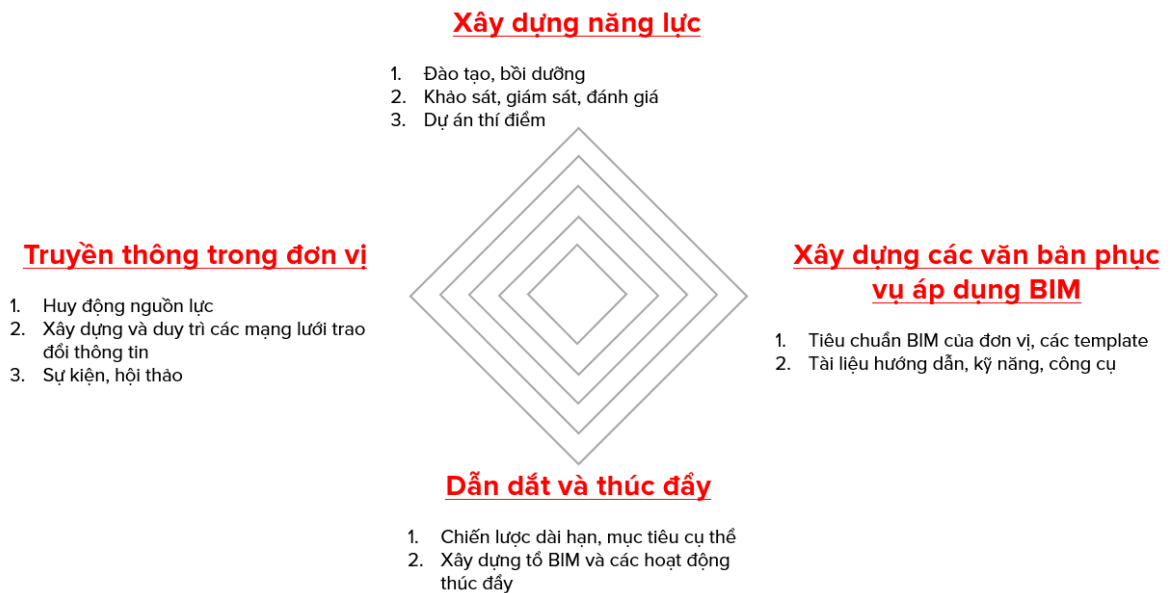 Xây dựng năng lực
1. Đào tạo, bồi dưỡng
2. Khảo sát, giám sát, đánh giá
3. Dự án thí điểm
Truyền thông trong đơn vị
1. Huy động nguồn lực
2. Xây dựng và duy trì các mạng lưới trao
đổi thông tin
3. Sự kiện, hội thảo
Xây dựng các văn bản phục
vụ áp dụng BIM
1. Tiêu chuẩn BIM của đơn vị, các template
2. Tài liệu hướng dẫn, kỹ năng, công cụ
Dẫn dắt và thúc đẩy
1. Chiến lược dài hạn, mục tiêu cụ thể
2. Xây dựng tổ BIM và các hoạt động
thúc đẩy